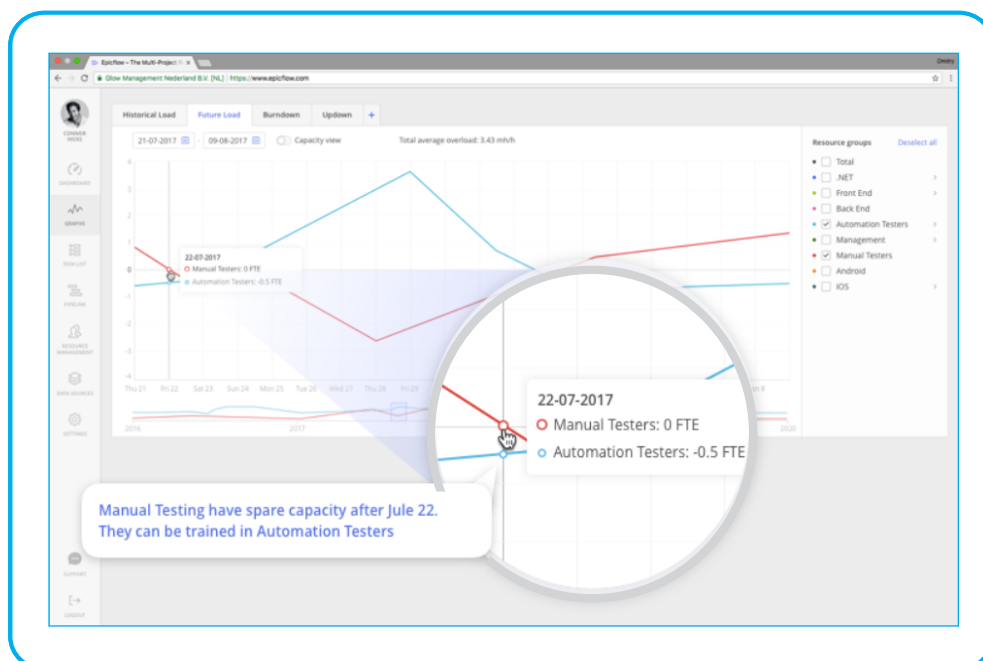 Epicflow – The Multi-Project R
Dmitry
Glow Management Nederland B.V. [NL] | https://www.epicflow.com
CONNER
HICKS
DASHBOARD
GRAPHS
TASK LIST
PIPELINE
RESOURCE
MANAGEMENT
DATA SOURCES
SETTINGS
SUPPORT
LOGOUT
Historical Load Future Load Burndown Updown +
21-07-2017 - 09-08-2017 Capacity view Total average overload: 3.43 mh/h
4
3
2
1
0
-1
-2
-3
-4
22-07-2017
Manual Testers: 0 FTE
Automation Testers: -0.5 FTE
Thu 21 Fri 22 Sat 23 Sun 24 Mon 25 Tue 26 Wed 27 Thu 28 Fri 29
2016 2017 2020
Resource groups Deselect all
Total
.NET
Front End
Back End
Automation Testers
Management
Manual Testers
Android
iOS
22-07-2017
Manual Testers: 0 FTE
Automation Testers: -0.5 FTE
Manual Testing have spare capacity after Jule 22.
They can be trained in Automation Testers